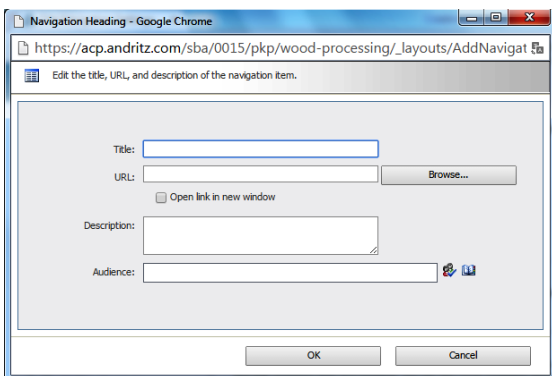 Navigation Heading - Google Chrome
https://acp.andritz.com/sba/0015/pkp/wood-processing/_layouts/AddNavigat
Edit the title, URL, and description of the navigation item.
Title:
URL:
Browse...
Open link in new window
Description:
Audience:
OK
Cancel